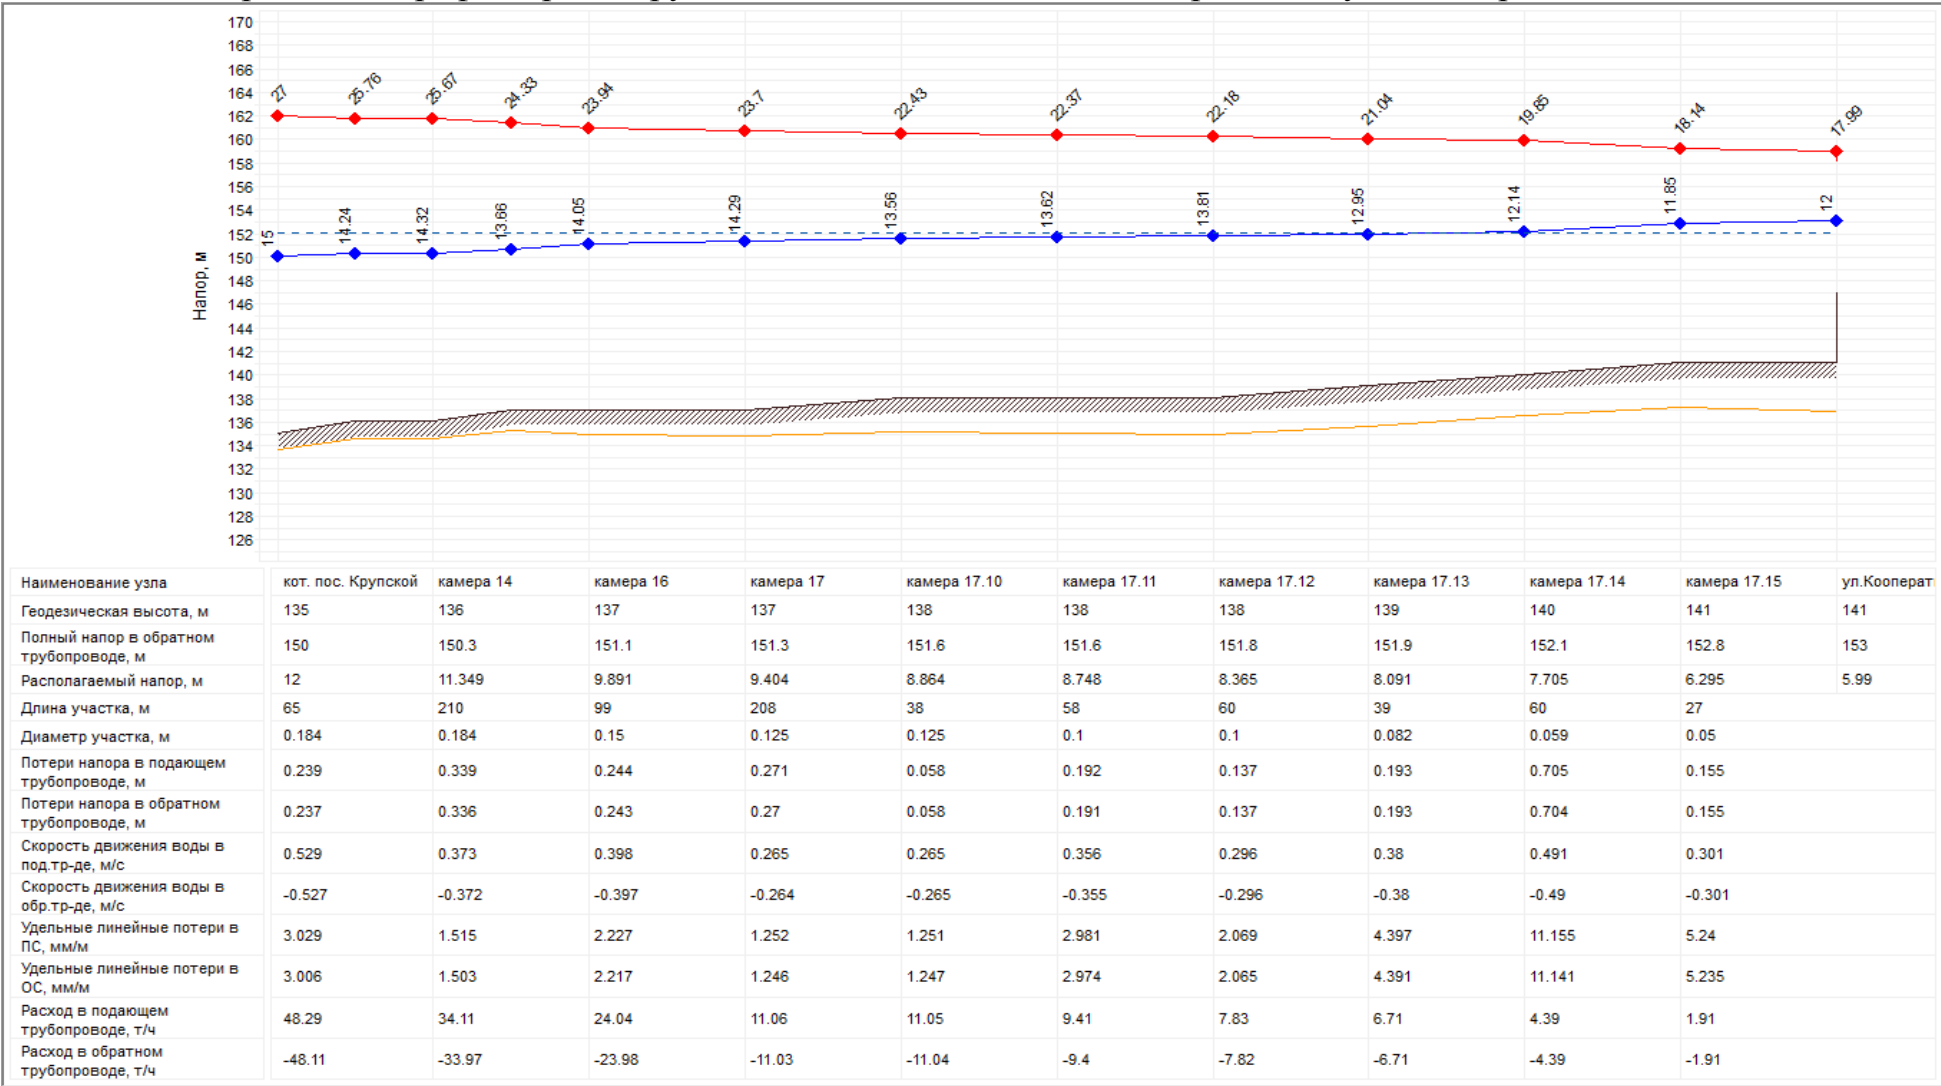 170
168
166
164
162
160
158
156
154
152
150
148
146
144
142
140
138
136
134
132
130
128
126
Напор, м
27
25.76
25.67
24.33
23.94
23.7
22.43
22.37
22.18
21.04
19.85
18.14
17.99
15
14.24
14.32
13.66
14.05
14.29
13.56
13.62
13.81
12.95
12.14
11.85
12
Наименование узла кот. пос. Крупской камера 14 камера 16 камера 17 камера 17.10 камера 17.11 камера 17.12 камера 17.13 камера 17.14 камера 17.15 ул.Кооперат
Геодезическая высота, м 135 136 137 137 138 138 138 139 140 141 141
Полный напор в обратном
трубопроводе, м 150 150.3 151.1 151.3 151.6 151.6 151.8 151.9 152.1 152.8 153
Располагаемый напор, м 12 11.349 9.891 9.404 8.864 8.748 8.365 8.091 7.705 6.295 5.99
Длина участка, м 65 210 99 208 38 58 60 39 60 27
Диаметр участка, м 0.184 0.184 0.15 0.125 0.125 0.1 0.1 0.082 0.059 0.05
Потери напора в подающем
трубопроводе, м 0.239 0.339 0.244 0.271 0.058 0.192 0.137 0.193 0.705 0.155
Потери напора в обратном
трубопроводе, м 0.237 0.336 0.243 0.27 0.058 0.191 0.137 0.193 0.704 0.155
Скорость движения воды в
под.тр-де, м/с 0.529 0.373 0.398 0.265 0.265 0.356 0.296 0.38 0.491 0.301
Скорость движения воды в
обр.тр-де, м/с -0.527 -0.372 -0.397 -0.264 -0.265 -0.355 -0.296 -0.38 -0.49 -0.301
Удельные линейные потери в
ПС, мм/м 3.029 1.515 2.227 1.252 1.251 2.981 2.069 4.397 11.155 5.24
Удельные линейные потери в
ОС, мм/м 3.006 1.503 2.217 1.246 1.247 2.974 2.065 4.391 11.141 5.235
Расход в подающем
трубопроводе, т/ч 48.29 34.11 24.04 11.06 11.05 9.41 7.83 6.71 4.39 1.91
Расход в обратном
трубопроводе, т/ч -48.11 -33.97 -23.98 -11.03 -11.04 -9.4 -7.82 -6.71 -4.39 -1.91